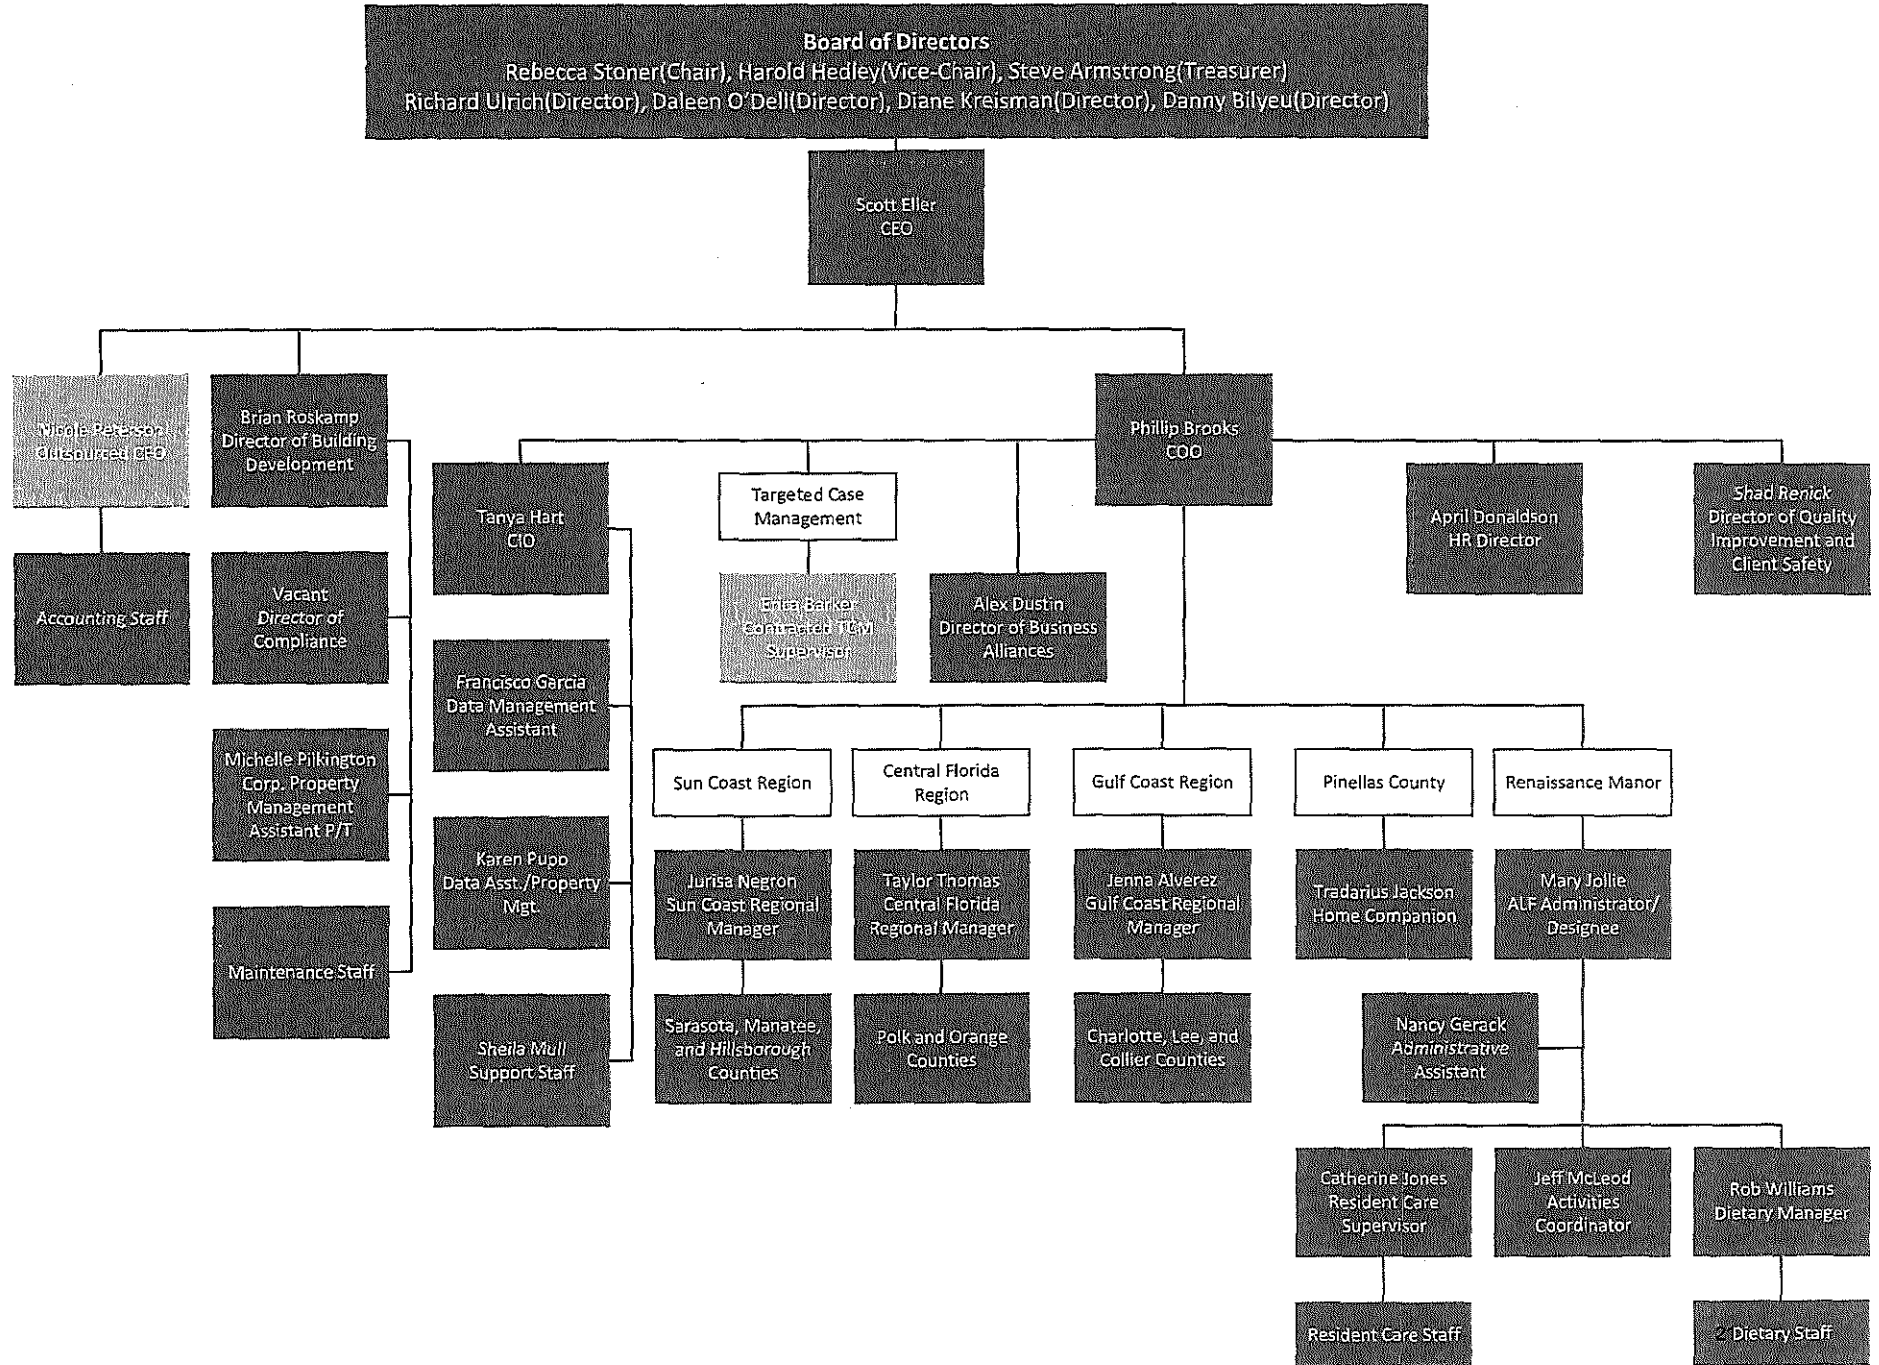 Board of Directors
Rebecca Stoner(Chair), Harold Hedley(Vice-Chair), Steve Armstrong(Treasurer)
Richard Ulrich(Director), Daleen O'Dell(Director), Diane Kreisman(Director), Danny Bilyeu(Director)
Scott Eller
CEO
Nicole Peterson
Outsourced CFO
Accounting Staff
Brian Roskamp
Director of Building
Development
Vacant
Director of
Compliance
Michelle Pilkington
Corp. Property
Management
Assistant P/T
Maintenance Staff
Phillip Brooks
COO
Tanya Hart
CIO
Francisco Garcia
Data Management
Assistant
Karen Pupo
Data Asst./Property
Mgt.
Sheila Mull
Support Staff
Targeted Case
Management
Erica Barker
Contracted TCM
Supervisor
Alex Dustin
Director of Business
Alliances
April Donaldson
HR Director
Shad Renick
Director of Quality
Improvement and
Client Safety
Sun Coast Region
Jurisa Negron
Sun Coast Regional
Manager
Sarasota, Manatee,
and Hillsborough
Counties
Central Florida
Region
Taylor Thomas
Central Florida
Regional Manager
Polk and Orange
Counties
Gulf Coast Region
Jenna Alverez
Gulf Coast Regional
Manager
Charlotte, Lee, and
Collier Counties
Pinellas County
Tradarius Jackson
Home Companion
Renaissance Manor
Mary Jollie
ALF Administrator/
Designee
Nancy Gerack
Administrative
Assistant
Catherine Jones
Resident Care
Supervisor
Resident Care Staff
Jeff McLeod
Activities
Coordinator
Rob Williams
Dietary Manager
2 Dietary Staff